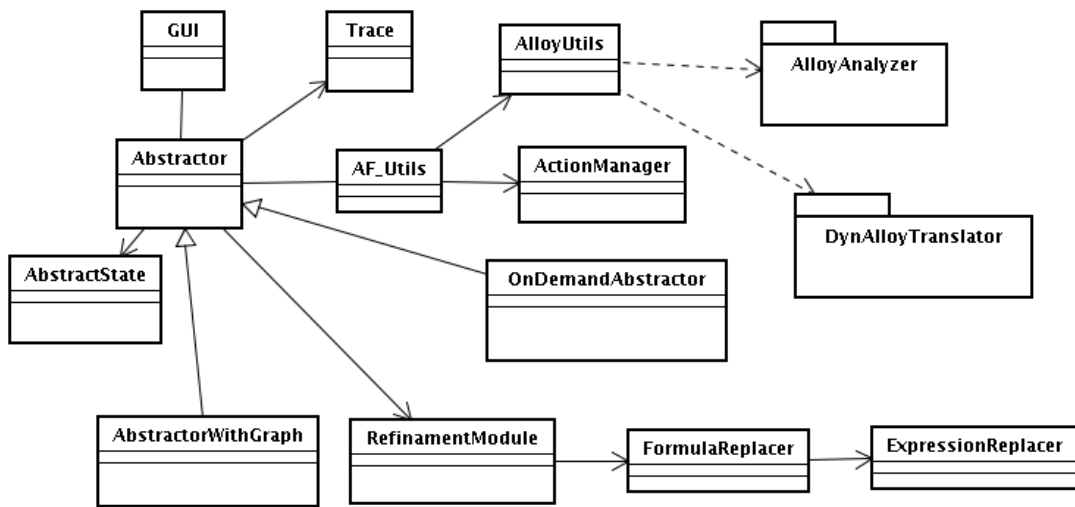 GUI
Trace
AlloyUtils
AlloyAnalyzer
Abstractor
AF_Utils
ActionManager
DynAlloyTranslator
AbstractState
OnDemandAbstractor
AbstractorWithGraph
RefinamentModule
FormulaReplacer
ExpressionReplacer